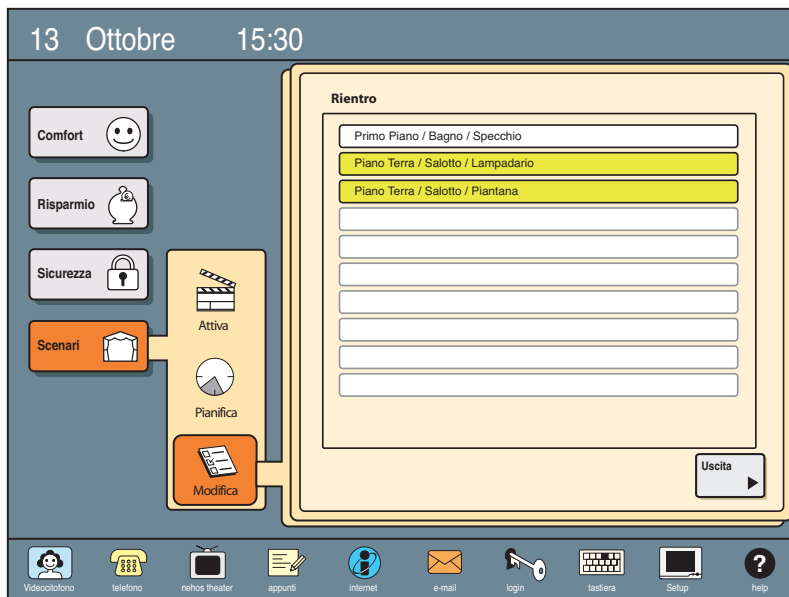 13 Ottobre 15:30
Comfort
Risparmio
Sicurezza
Scenari
Attiva
Pianifica
Modifica
Rientro
Primo Piano / Bagno / Specchio
Piano Terra / Salotto / Lampadario
Piano Terra / Salotto / Piantana
Uscita
Videocitofono telefono nehos theater appunti internet e-mail login tastiera Setup help